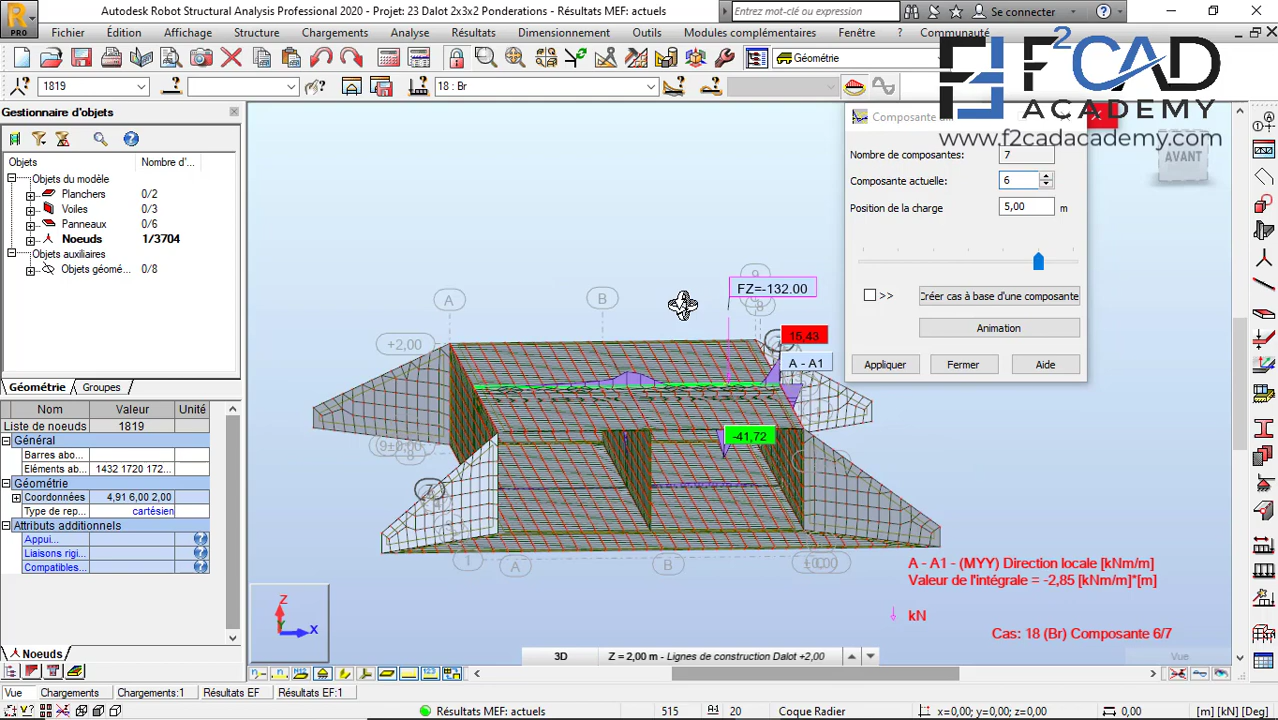 Autodesk Robot Structural Analysis Professional 2020 - Projet: 23 Dalot 2x3x2 Ponderations - Résultats MEF: actuels
Entrez mot-clé ou expression
Se connecter
PRO
Fichier Édition Affichage Structure Chargements Analyse Résultats Dimensionnement Outils Modules complémentaires Fenêtre ? Communauté
Géométrie
1819
18 : Br
F2CAD
ACADEMY
www.f2cadacademy.com
Gestionnaire d'objets
Objets Nombre d'...
Objets du modèle
Planchers 0/2
Voiles 0/3
Panneaux 0/6
Noeuds 1/3704
Objets auxiliaires
Objets géomé... 0/8
Géométrie Groupes
Nom Valeur Unité
Liste de noeuds 1819
Général
Barres abo...
Eléments ab... 1432 1720 172...
Géométrie
Coordonnées 4,91 6,00 2,00
Type de rep... cartésien
Attributs additionnels
Appui...
Liaisons rigi...
Compatibles...
Noeuds
Nombre de composantes: 7
Composante actuelle: 6
Position de la charge 5,00 m
>> Créer cas à base d'une composante
Animation
Appliquer Fermer Aide
AVANT
A B 9
8
FZ=-132.00
+2,00
15,43
A - A1
-41,72
7
1 A B
A - A1 - (MYY) Direction locale [kNm/m]
Valeur de l'intégrale = -2,85 [kNm/m]*[m]
kN
Cas: 18 (Br) Composante 6/7
Z
Y
X
3D Z = 2,00 m - Lignes de construction Dalot +2,00
Vue
Vue Chargements Chargements:1 Résultats EF Résultats EF:1
Résultats MEF: actuels 515 20 Coque Radier x=0,00; y=0,00; z=0,00 0,00 [m] [kN] [Deg]